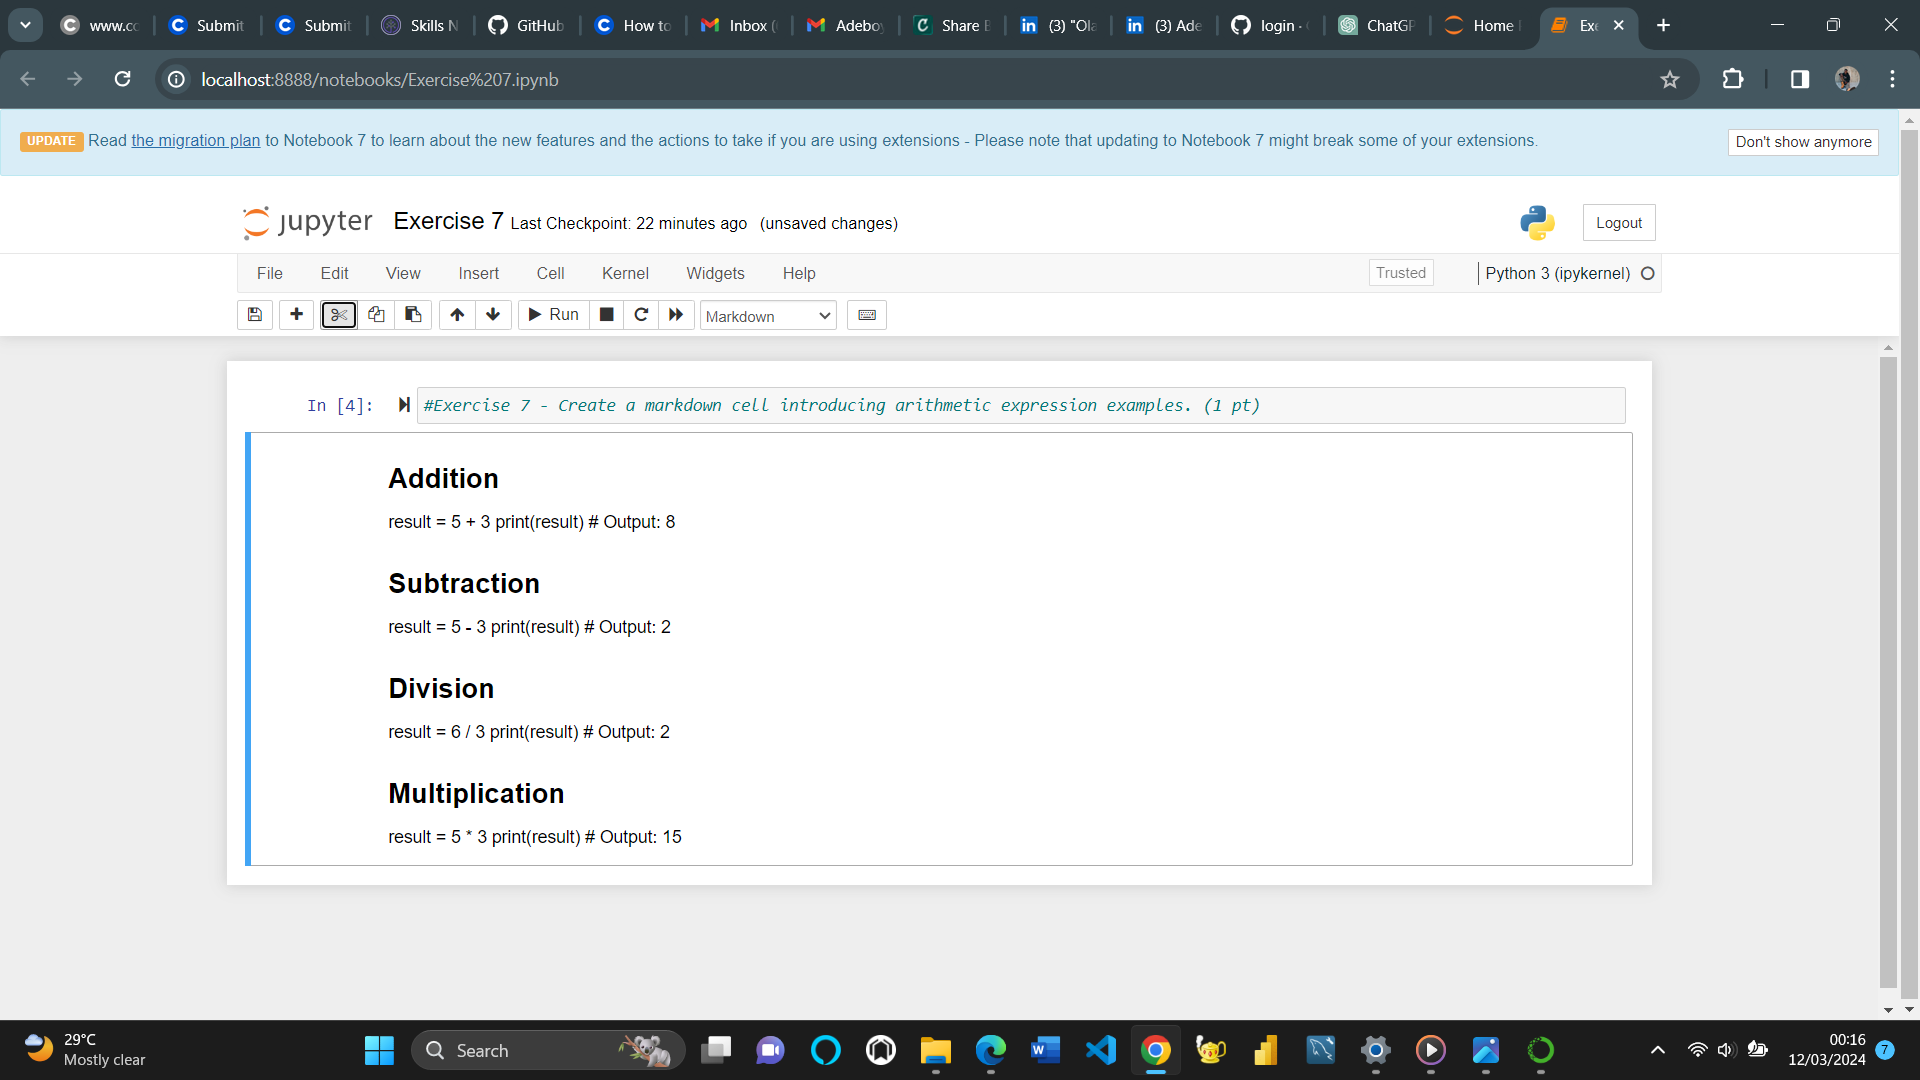 www.cc
Submit
Submit
Skills N
GitHub
How to
Inbox (
Adeboy
Share E
(3) "Ola
(3) Ade
login ·
ChatGP
Home
Exe
localhost:8888/notebooks/Exercise%207.ipynb
UPDATE Read the migration plan to Notebook 7 to learn about the new features and the actions to take if you are using extensions - Please note that updating to Notebook 7 might break some of your extensions.
Don't show anymore
jupyter Exercise 7 Last Checkpoint: 22 minutes ago (unsaved changes)
Logout
File Edit View Insert Cell Kernel Widgets Help
Trusted
Python 3 (ipykernel)
Run
Markdown
In [4]: #Exercise 7 - Create a markdown cell introducing arithmetic expression examples. (1 pt)
Addition
result = 5 + 3 print(result) # Output: 8
Subtraction
result = 5 - 3 print(result) # Output: 2
Division
result = 6 / 3 print(result) # Output: 2
Multiplication
result = 5 * 3 print(result) # Output: 15
29°C
Mostly clear
Search
00:16
12/03/2024
7